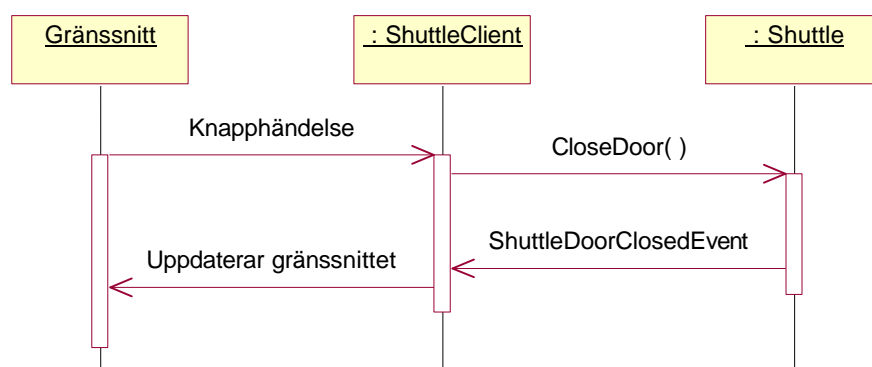 Gränssnitt
: ShuttleClient
: Shuttle
Knapphändelse
CloseDoor( )
ShuttleDoorClosedEvent
Uppdaterar gränssnittet